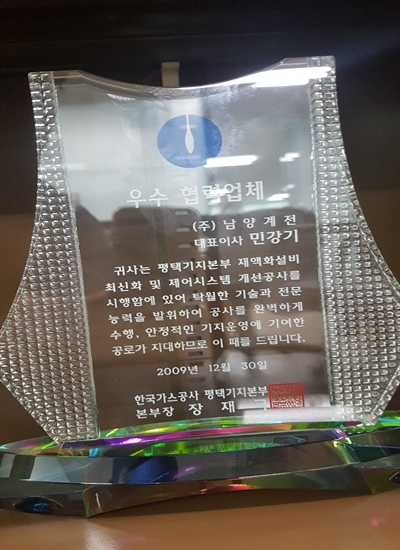 우수 협력업체
(주) 남양계전
대표이사 민강기
귀사는 평택기지본부 재액화설비
최신화 및 제어시스템 개선공사를
시행함에 있어 탁월한 기술과 전문
능력을 발휘하여 공사를 완벽하게
수행, 안정적인 기지운영에 기여한
공로가 지대하므로 이 패를 드립니다.
2009년 12월 30일
한국가스공사 평택기지본부
본부장 장재